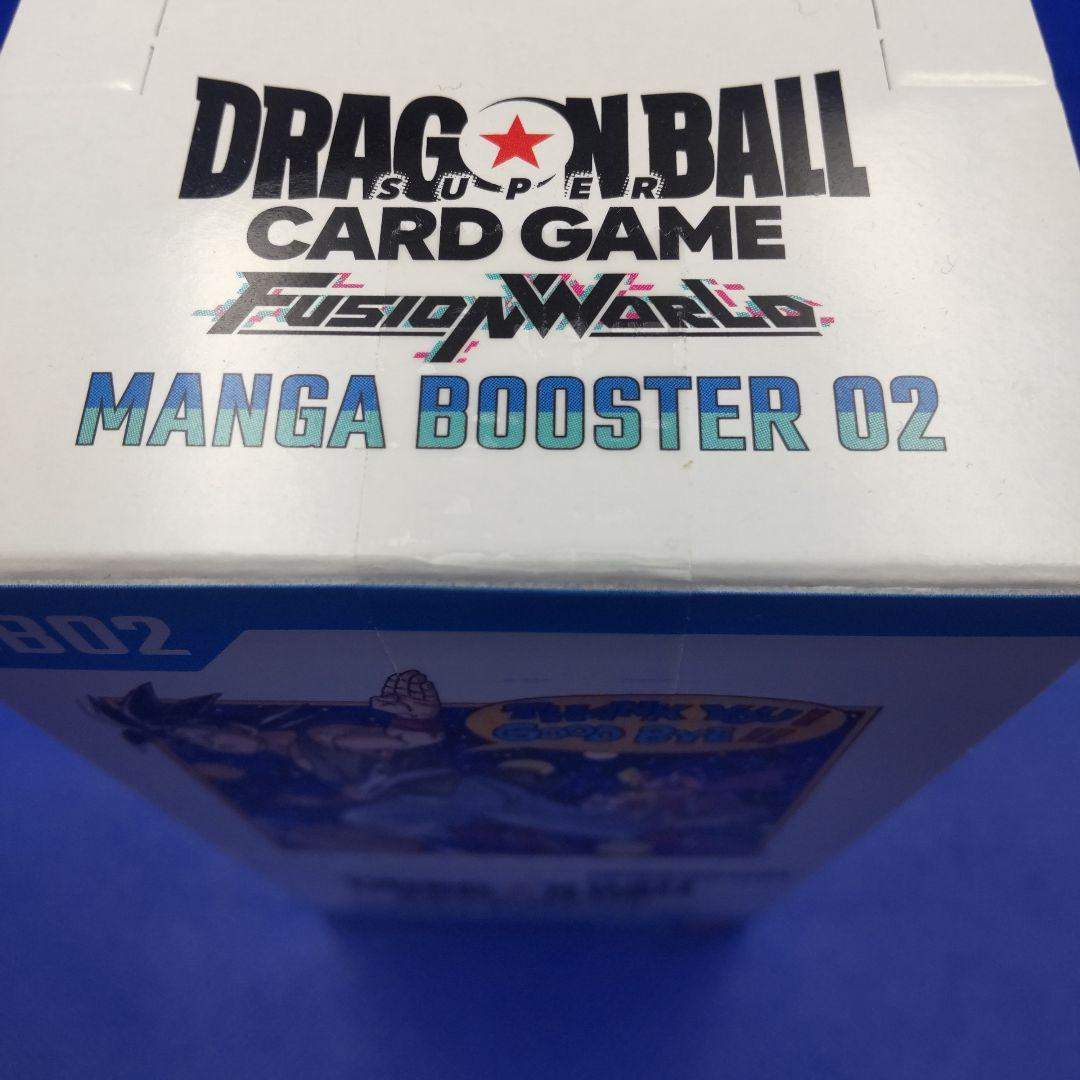 DRAGON BALL
SUPER
CARD GAME
FUSION WORLD
MANGA BOOSTER 02
B02
THANK YOU!
GOOD BYE!!